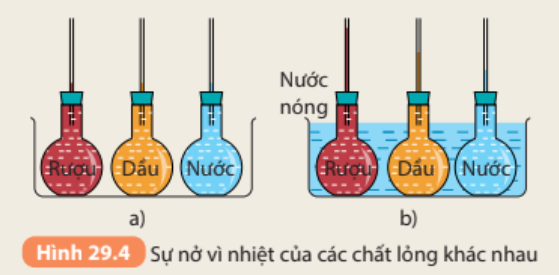 Nước
nóng
Rượu Dầu Nước
Rượu Dầu Nước
a) b)
Hình 29.4 Sự nở vì nhiệt của các chất lỏng khác nhau